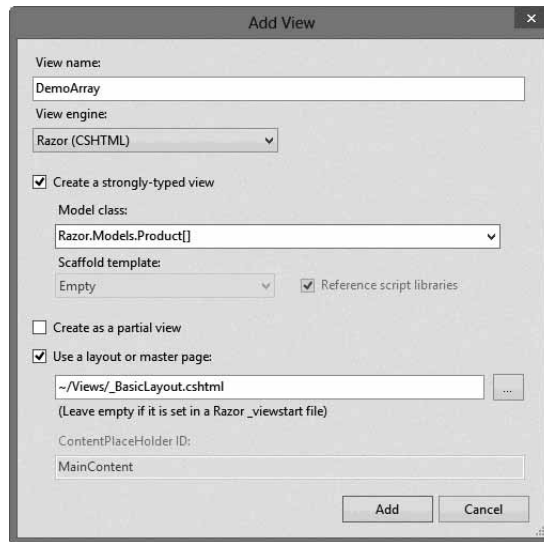 Add View
View name:
DemoArray
View engine:
Razor (CSHTML)
Create a strongly-typed view
Model class:
Razor.Models.Product[]
Scaffold template:
Empty
Reference script libraries
Create as a partial view
Use a layout or master page:
~/Views/_BasicLayout.cshtml
...
(Leave empty if it is set in a Razor _viewstart file)
ContentPlaceHolder ID:
MainContent
Add
Cancel